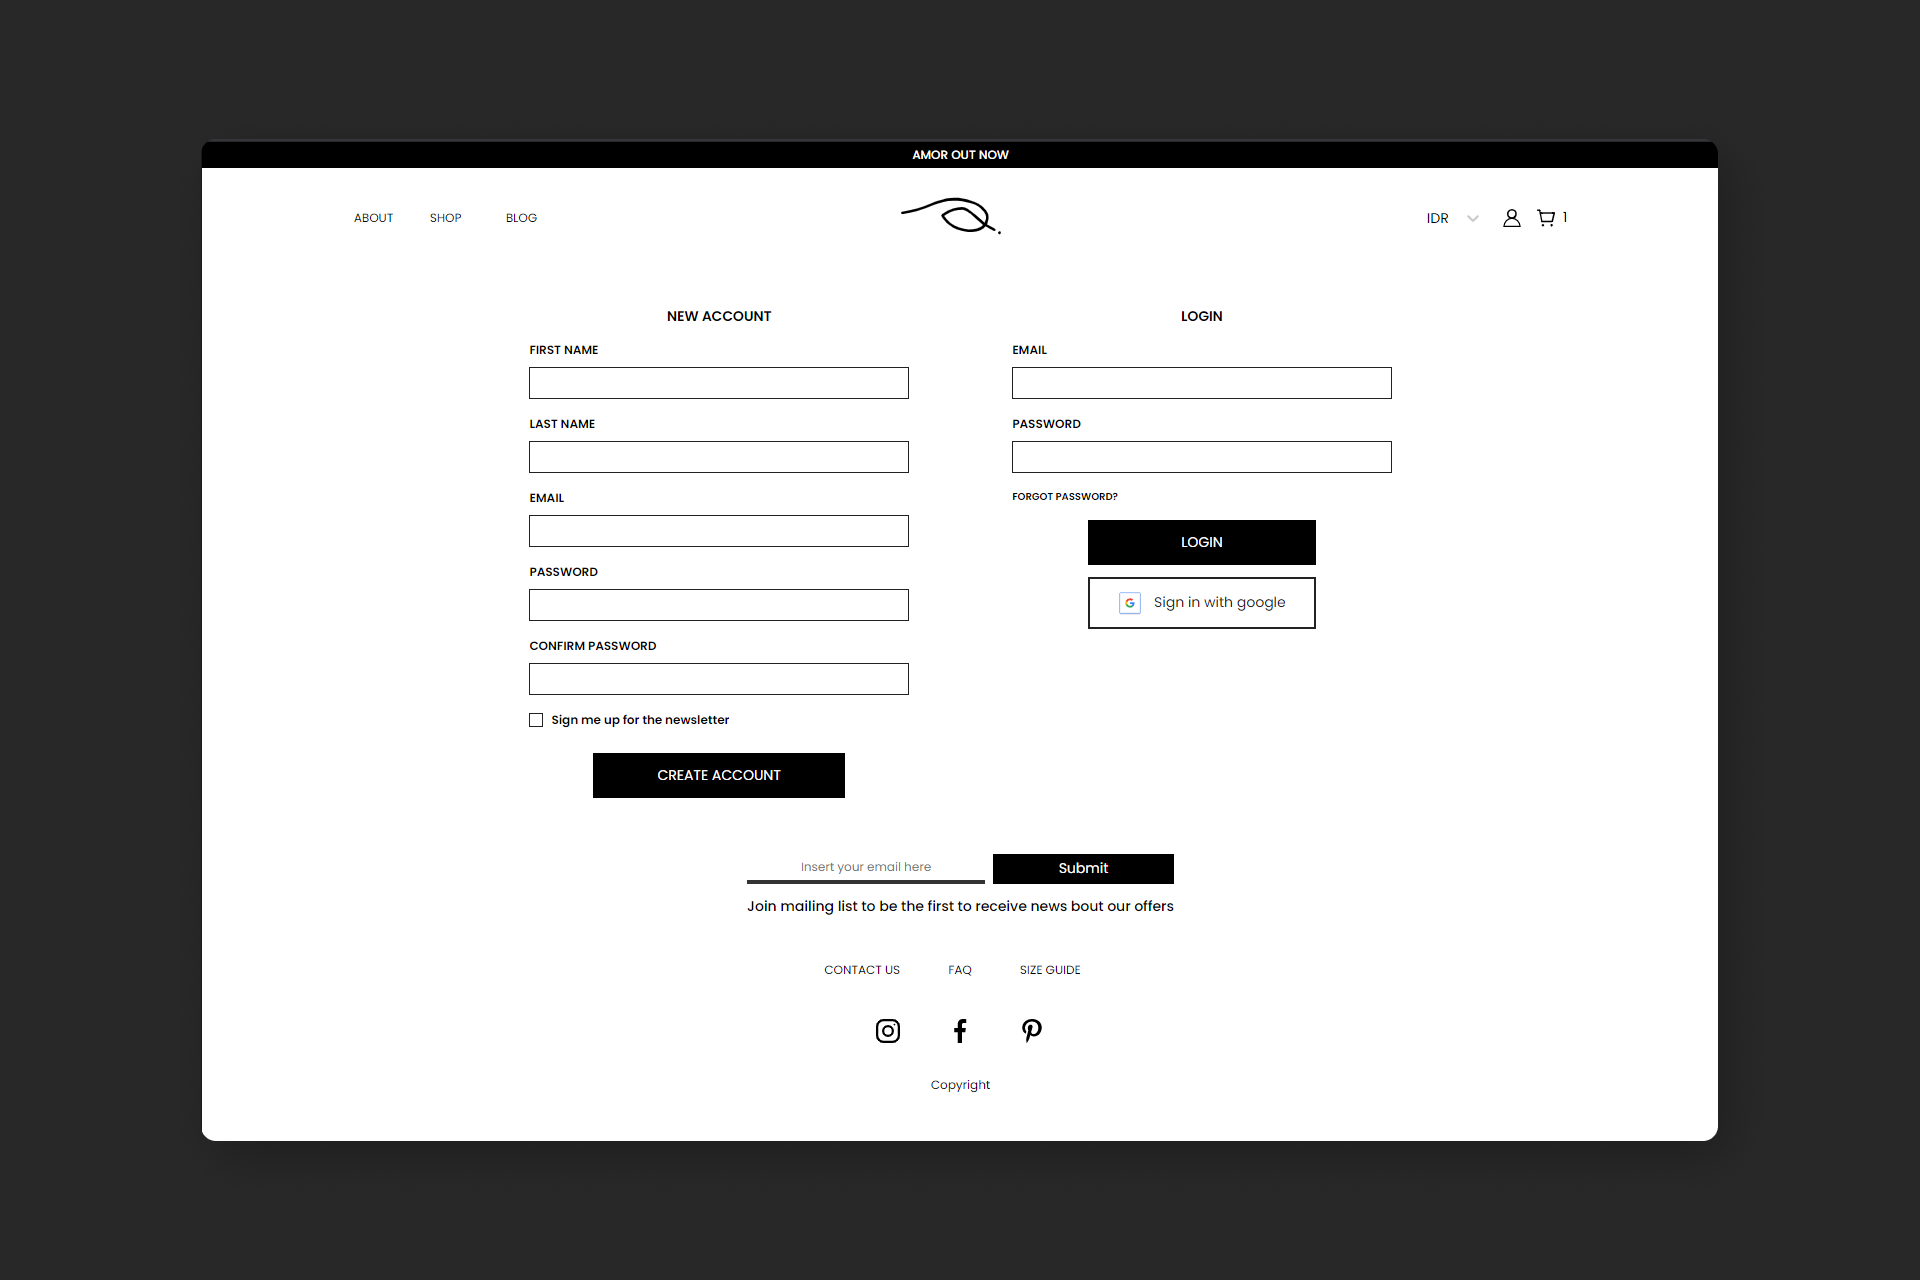 AMOR OUT NOW
ABOUT SHOP BLOG
IDR 1
NEW ACCOUNT
FIRST NAME
LAST NAME
EMAIL
PASSWORD
CONFIRM PASSWORD
Sign me up for the newsletter
CREATE ACCOUNT
LOGIN
EMAIL
PASSWORD
FORGOT PASSWORD?
LOGIN
Sign in with google
Insert your email here
Submit
Join mailing list to be the first to receive news bout our offers
CONTACT US FAQ SIZE GUIDE
Copyright